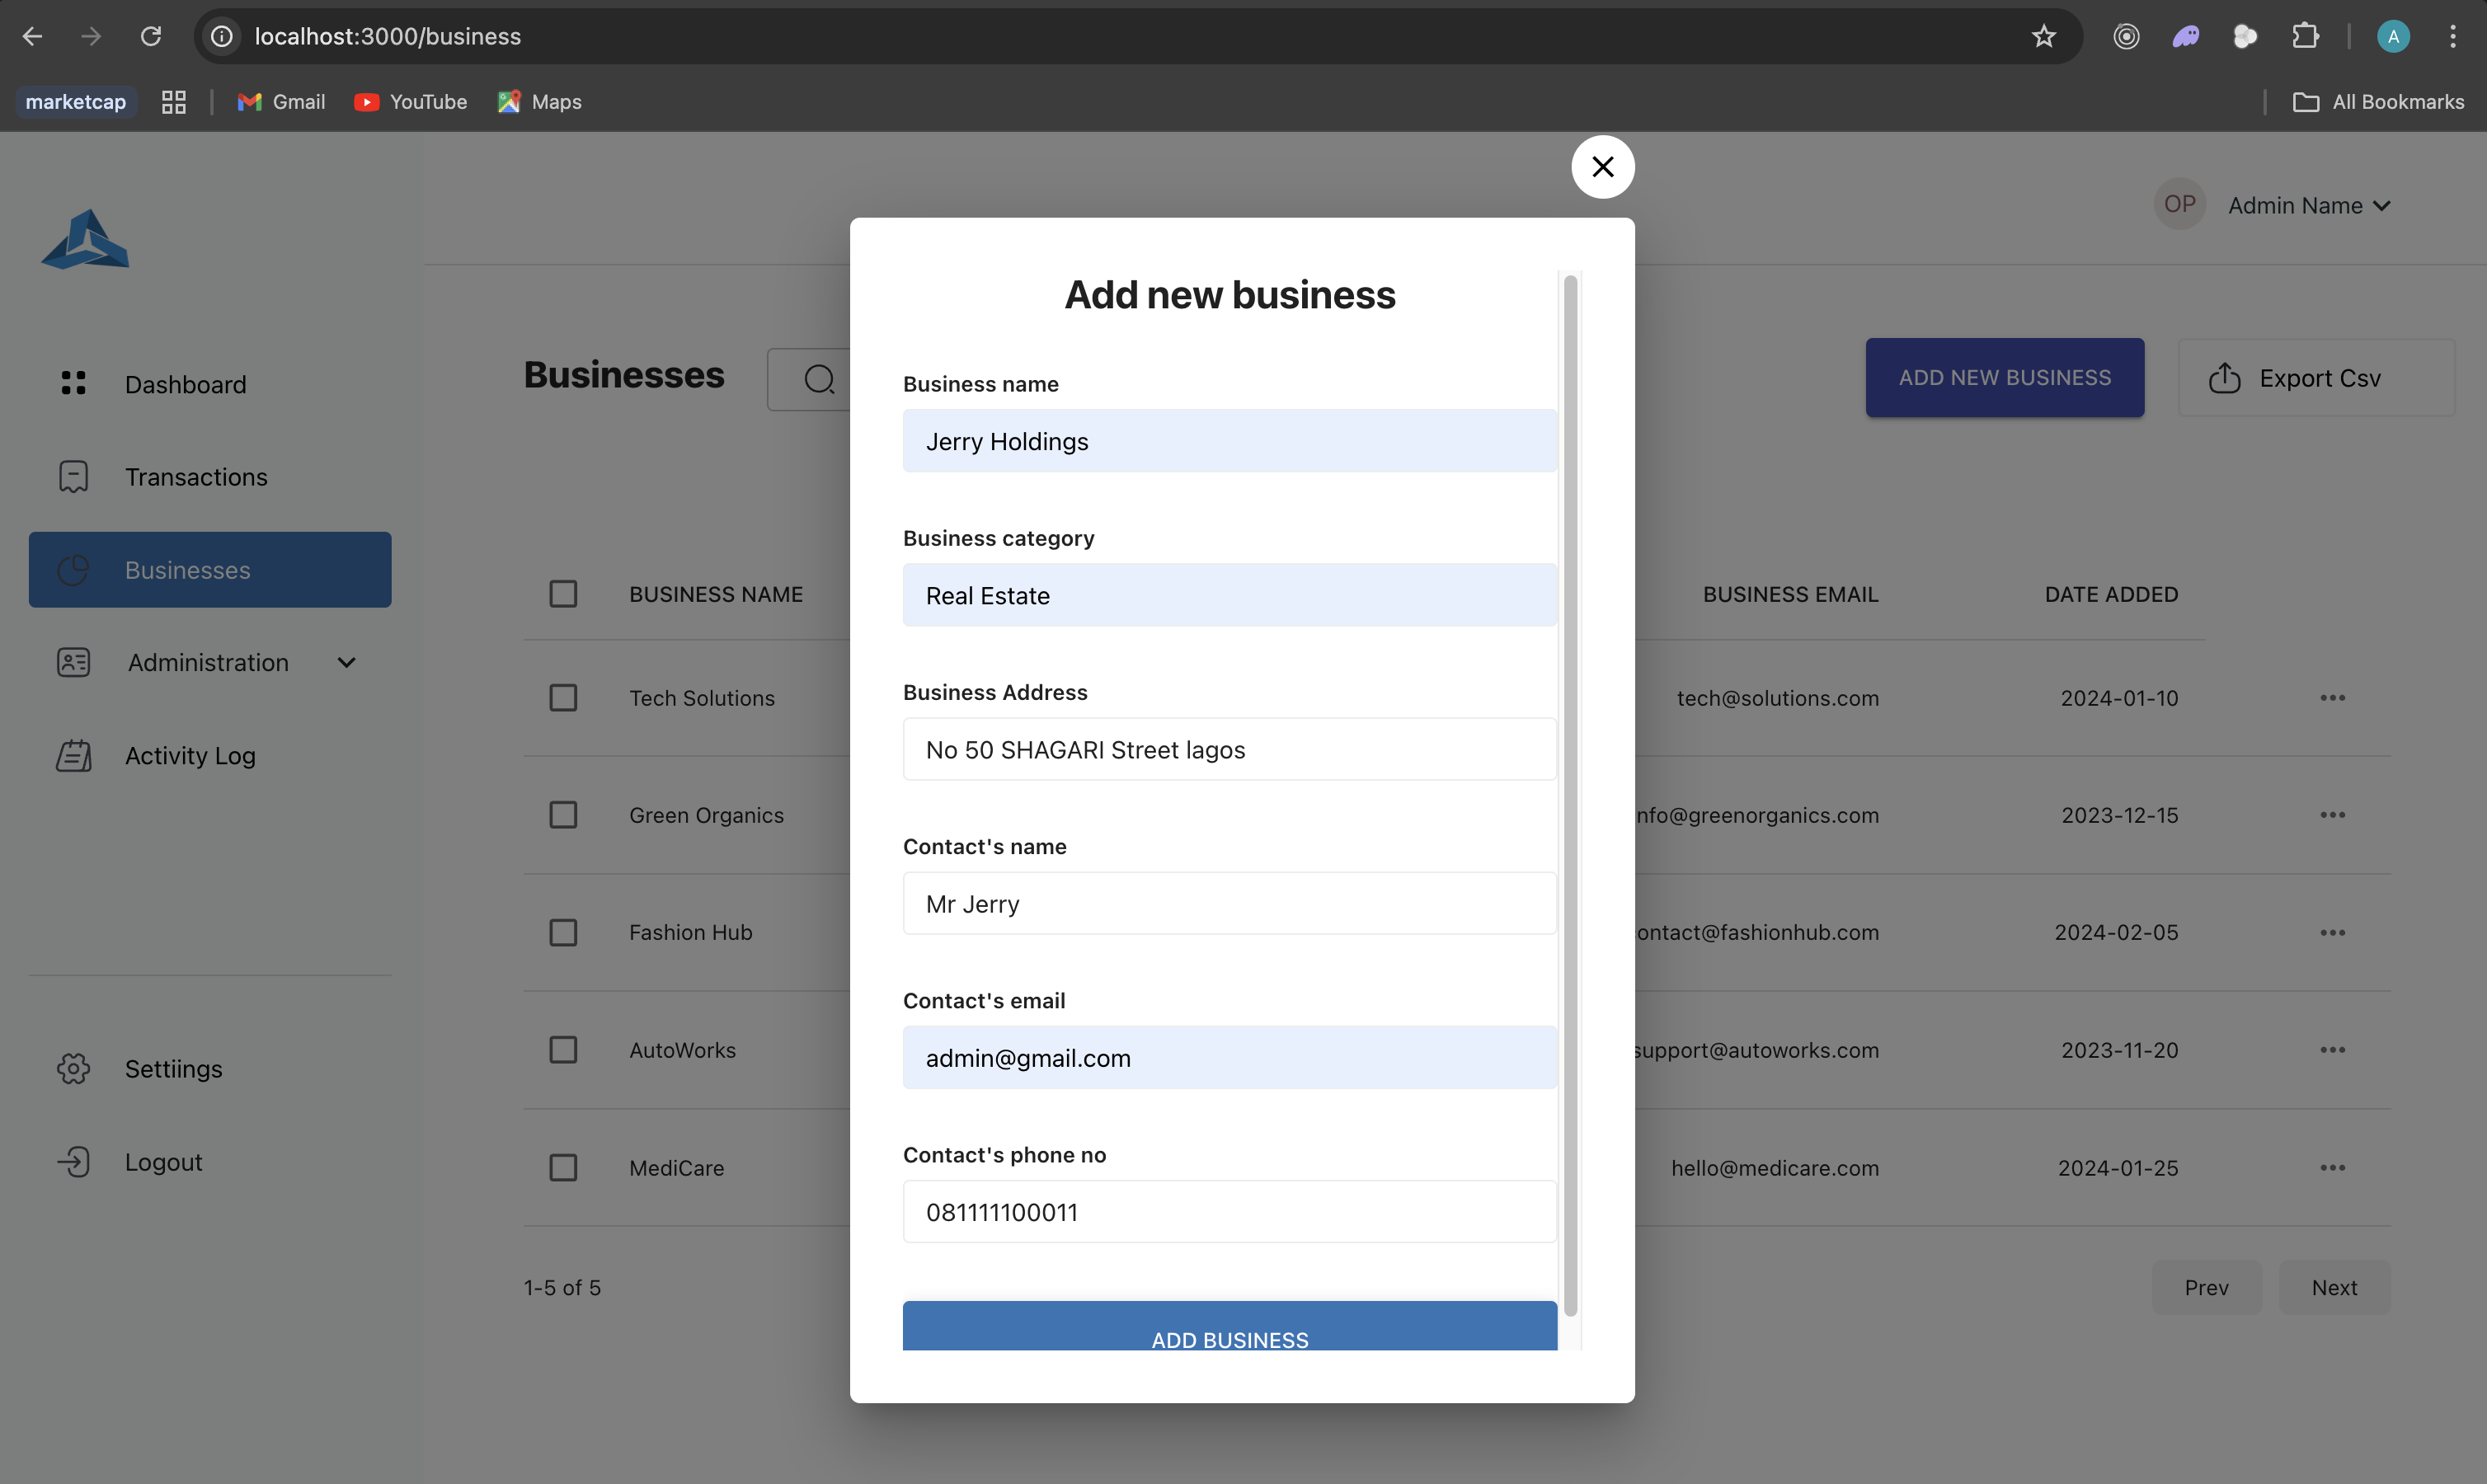 localhost:3000/business
A
marketcap
Gmail
YouTube
Maps
All Bookmarks
OP
Admin Name
Dashboard
Transactions
Businesses
Administration
Activity Log
Settiings
Logout
Businesses
ADD NEW BUSINESS
Export Csv
BUSINESS NAME
BUSINESS EMAIL
DATE ADDED
Tech Solutions
tech@solutions.com
2024-01-10
Green Organics
nfo@greenorganics.com
2023-12-15
Fashion Hub
ontact@fashionhub.com
2024-02-05
AutoWorks
support@autoworks.com
2023-11-20
MediCare
hello@medicare.com
2024-01-25
1-5 of 5
Prev
Next
Add new business
Business name
Jerry Holdings
Business category
Real Estate
Business Address
No 50 SHAGARI Street lagos
Contact's name
Mr Jerry
Contact's email
admin@gmail.com
Contact's phone no
081111100011
ADD BUSINESS